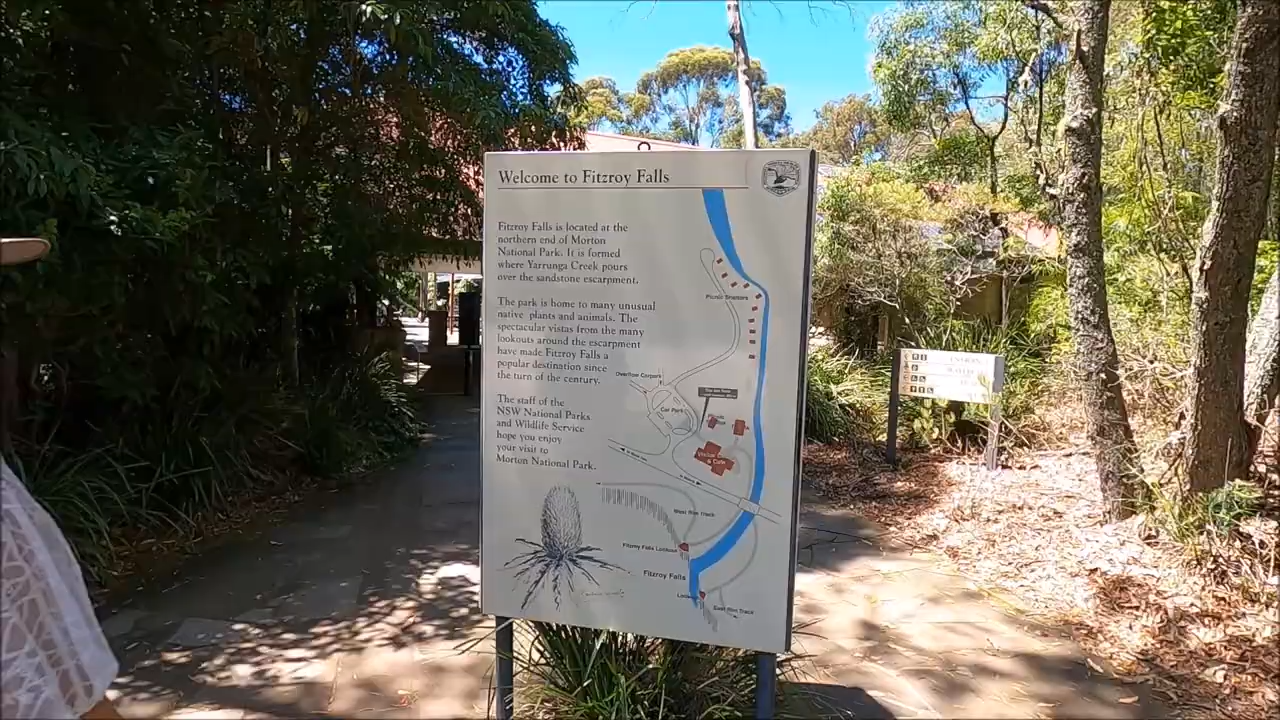 Welcome to Fitzroy Falls
Fitzroy Falls is located at the
northern end of Morton
National Park. It is formed
where Yarrunga Creek pours
over the sandstone escarpment.
The park is home to many unusual
native plants and animals. The
spectacular vistas from the many
lookouts around the escarpment
have made Fitzroy Falls a
popular destination since
the turn of the century.
The staff of the
NSW National Parks
and Wildlife Service
hope you enjoy
your visit to
Morton National Park.
Picnic Shelters
Overflow Carpark
Car Park
Visitor
& Cafe
West Rim Track
Fitzroy Falls Lookout
Fitzroy Falls
East Rim Track